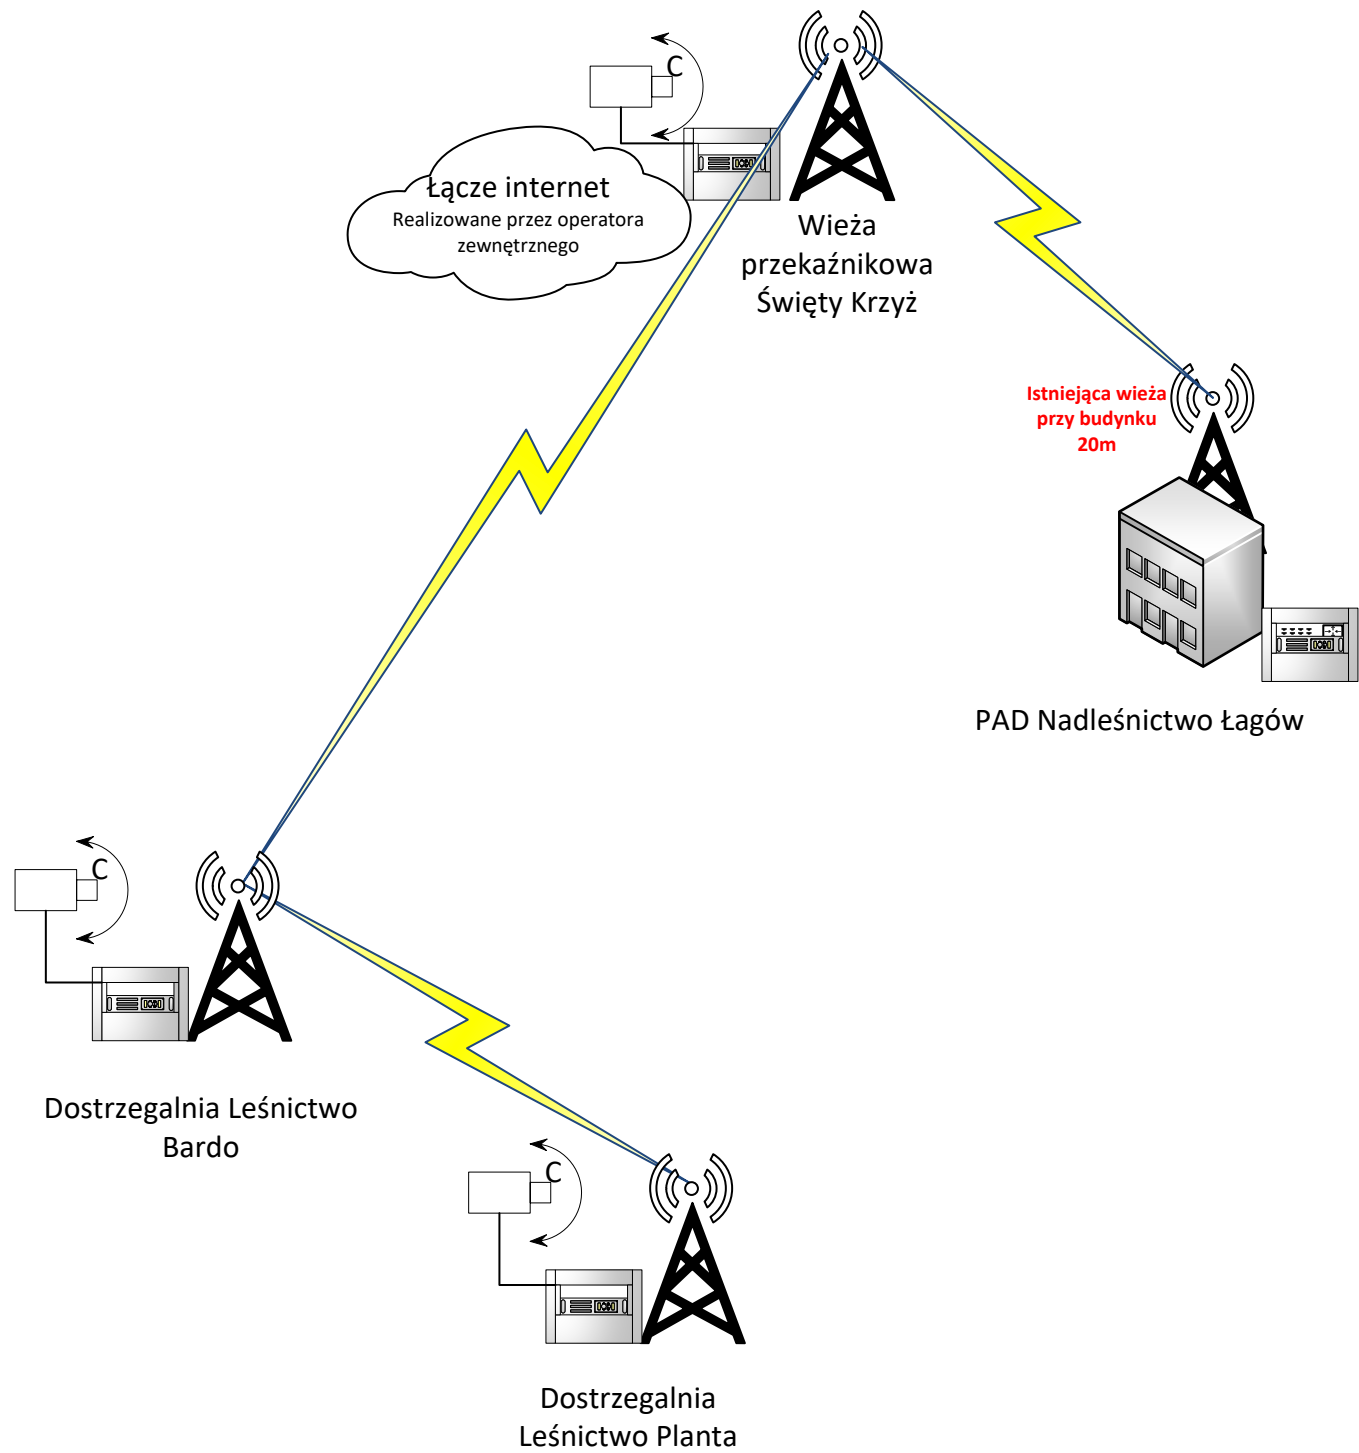 C
Łącze internet
Realizowane przez operatora
zewnętrznego
Wieża
przekaźnikowa
Święty Krzyż
Istniejąca wieża
przy budynku
20m
PAD Nadleśnictwo Łagów
C
Dostrzegalnia Leśnictwo
Bardo
C
Dostrzegalnia
Leśnictwo Planta